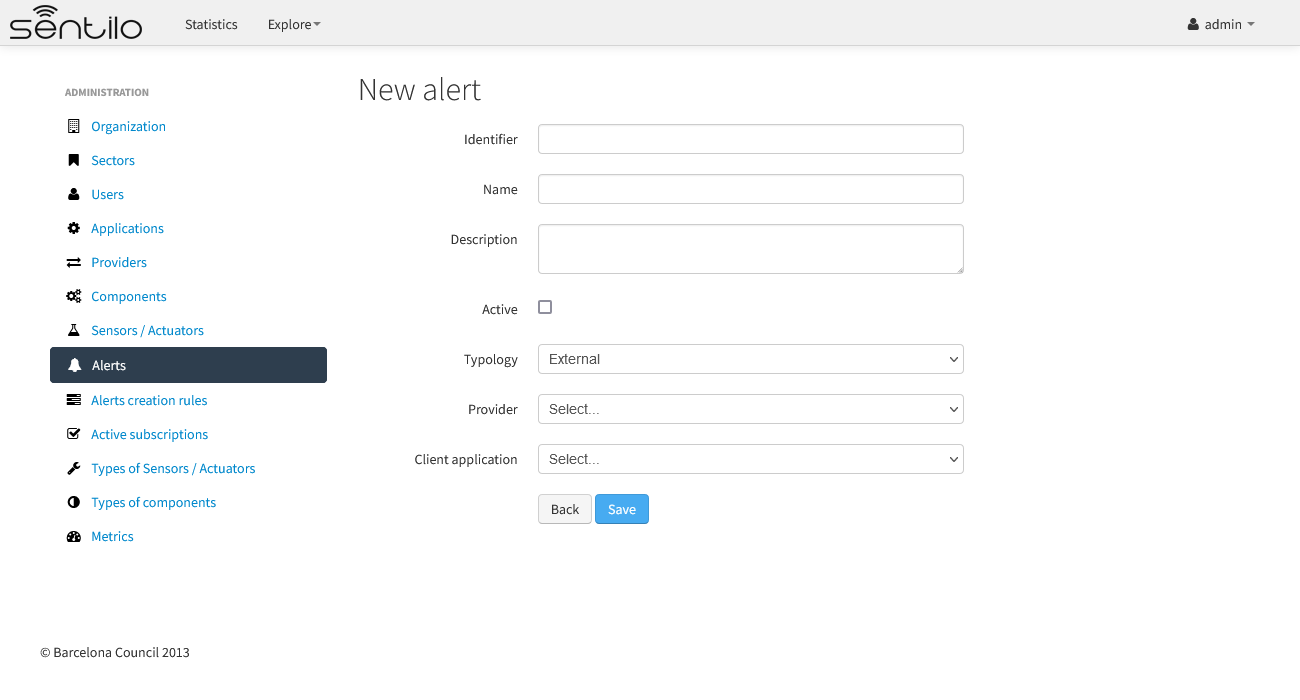 sentilo
Statistics
Explore
admin
ADMINISTRATION
Organization
Sectors
Users
Applications
Providers
Components
Sensors / Actuators
Alerts
Alerts creation rules
Active subscriptions
Types of Sensors / Actuators
Types of components
Metrics
New alert
Identifier
Name
Description
Active
Typology
External
Provider
Select...
Client application
Select...
Back
Save
© Barcelona Council 2013